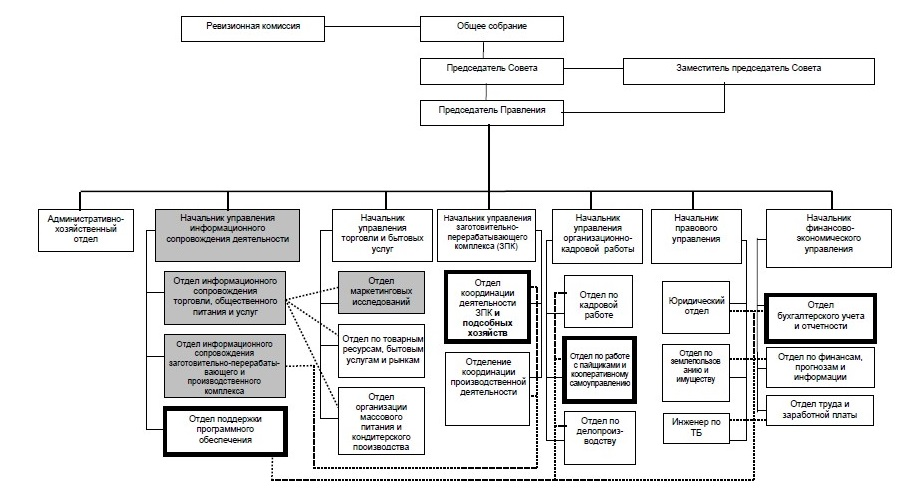 Ревизионная комиссия
Общее собрание
Председатель Совета
Заместитель председатель Совета
Председатель Правления
Административно-
хозяйственный
отдел
Начальник управления
информационного
сопровождения деятельности
Начальник
управления
торговли и бытовых
услуг
Начальник управления
заготовительно-
перерабатывающего
комплекса (ЗПК)
Начальник
управления
организационно-
кадровой работы
Начальник
правового
управления
Начальник
финансово-
экономического
управления
Отдел информационного
сопровождения
торговли, общественного
питания и услуг
Отдел информационного
сопровождения
заготовительно-перерабаты-
вающего и
производственного
комплекса
Отдел поддержки
программного
обеспечения
Отдел
маркетинговых
исследований
Отдел по товарным
ресурсам, бытовым
услугам и рынкам
Отдел
организации
массового
питания и
кондитерского
производства
Отдел
координации
деятельности
ЗПК и
подсобных
хозяйств
Отделение
координации
производственной
деятельности
Отдел по
кадровой
работе
Отдел по работе
с пайщиками и
кооперативному
самоуправлению
Отдел по
делопроиз-
водству
Юридический
отдел
Отдел по
землепользов
анию и
имуществу
Инженер по
ТБ
Отдел
бухгалтерского учета
и отчетности
Отдел по финансам,
прогнозам и
информации
Отдел труда и
заработной платы